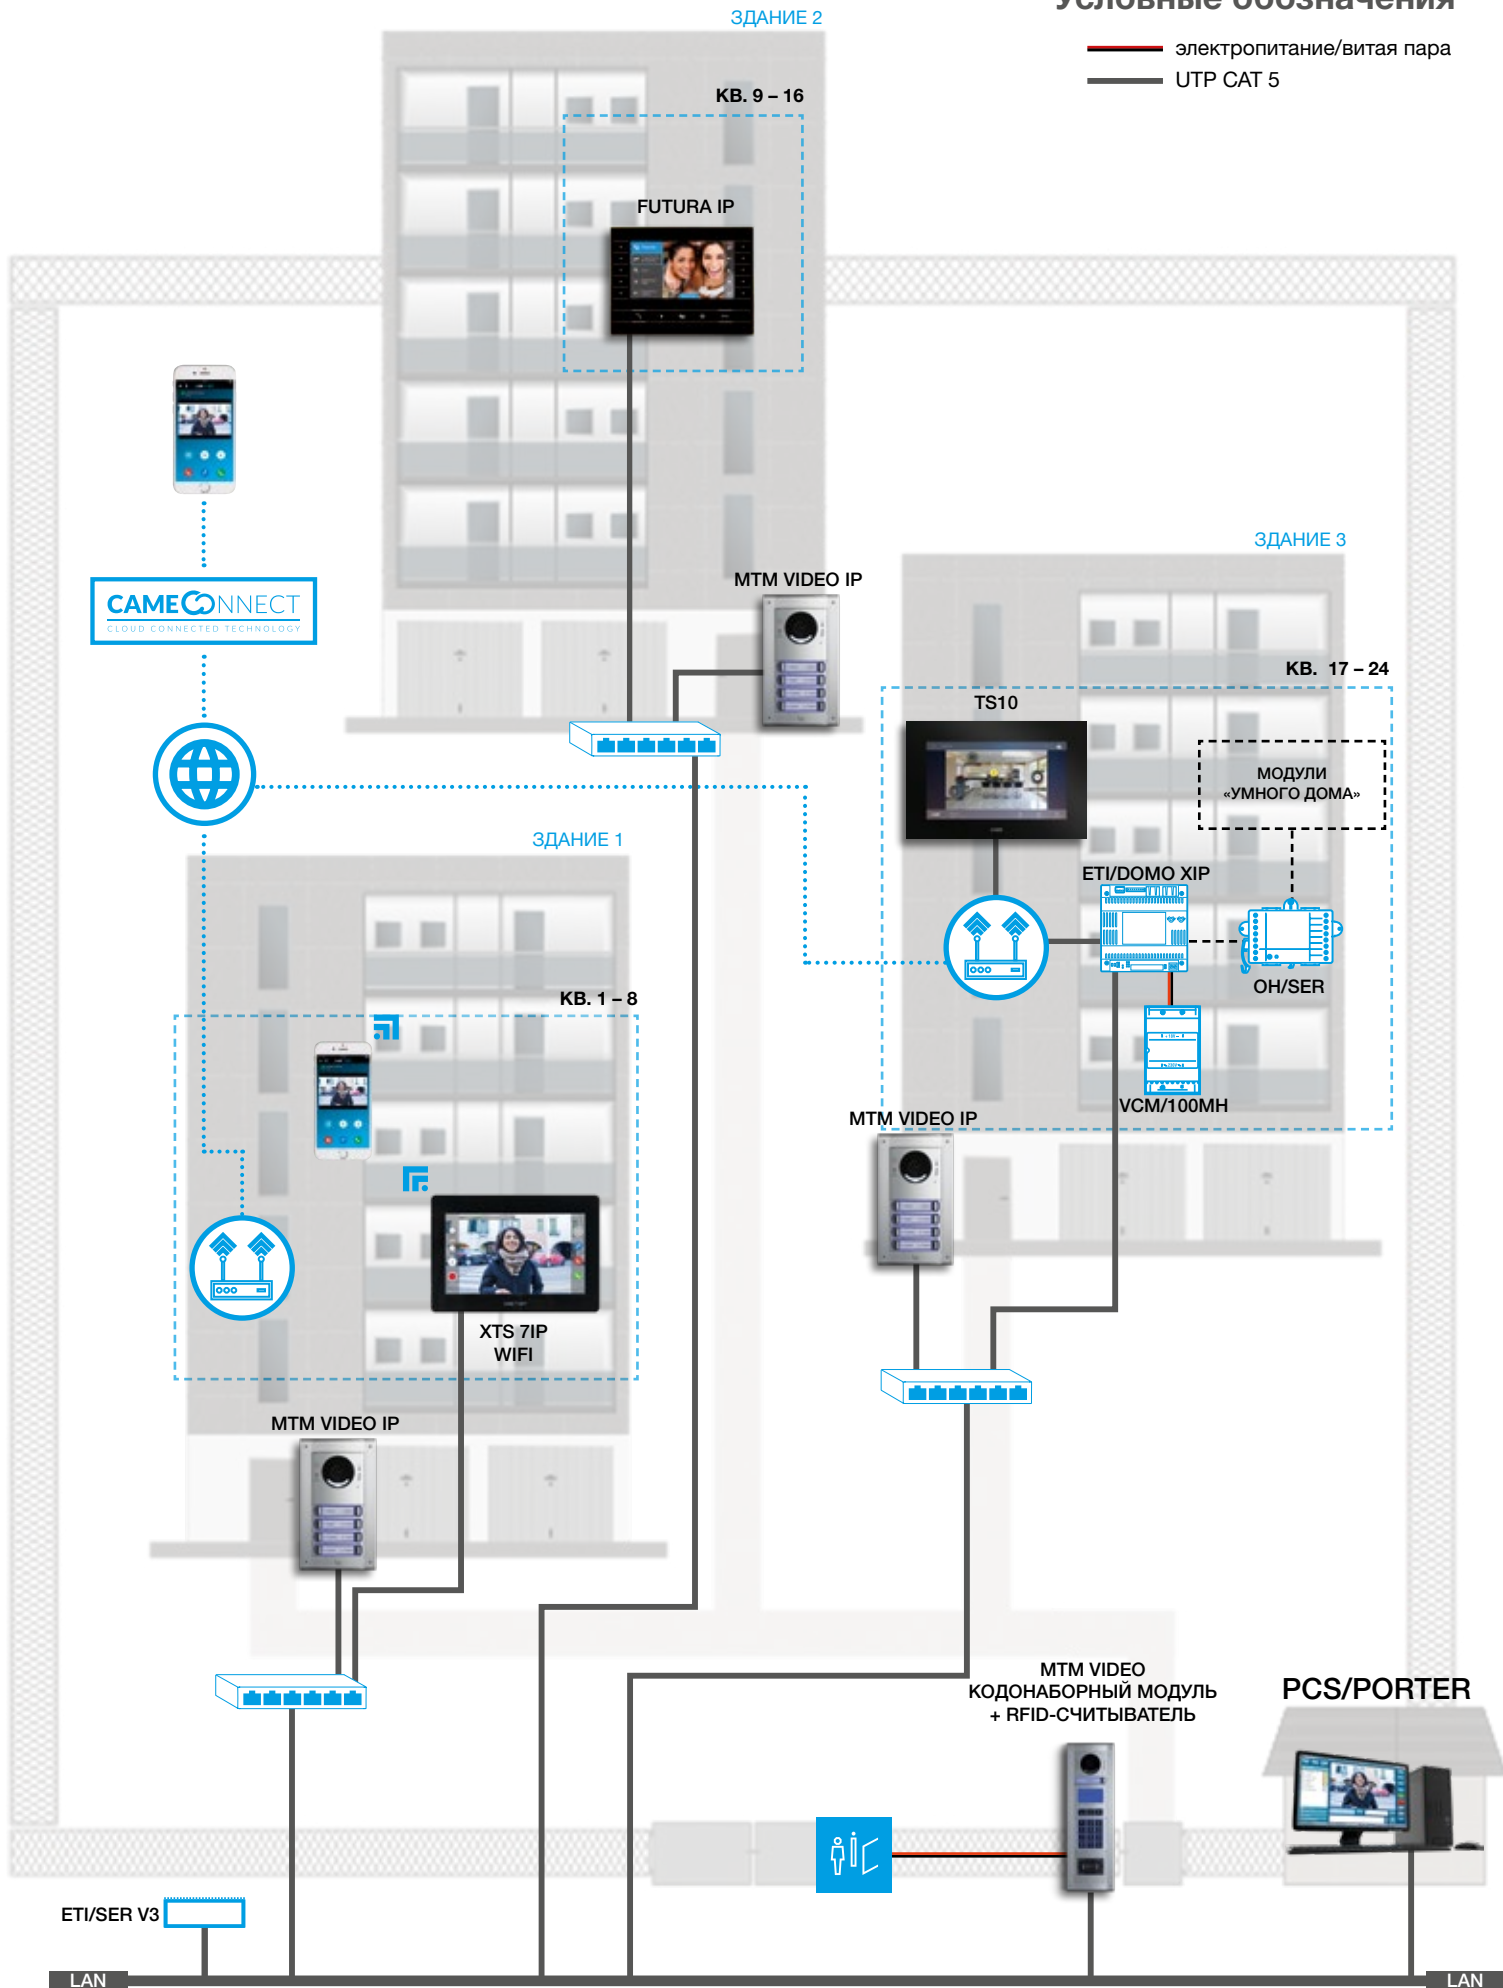 Условные обозначения
электропитание/витая пара
UTP CAT 5
ЗДАНИЕ 2
КВ. 9 – 16
FUTURA IP
MTM VIDEO IP
CAMECONNECT
CLOUD CONNECTED TECHNOLOGY
ЗДАНИЕ 3
КВ. 17 – 24
TS10
МОДУЛИ
«УМНОГО ДОМА»
ETI/DOMO XIP
OH/SER
VCM/100MH
MTM VIDEO IP
ЗДАНИЕ 1
КВ. 1 – 8
XTS 7IP
WIFI
MTM VIDEO IP
MTM VIDEO
КОДОНАБОРНЫЙ МОДУЛЬ
+ RFID-СЧИТЫВАТЕЛЬ
PCS/PORTER
ETI/SER V3
LAN
LAN